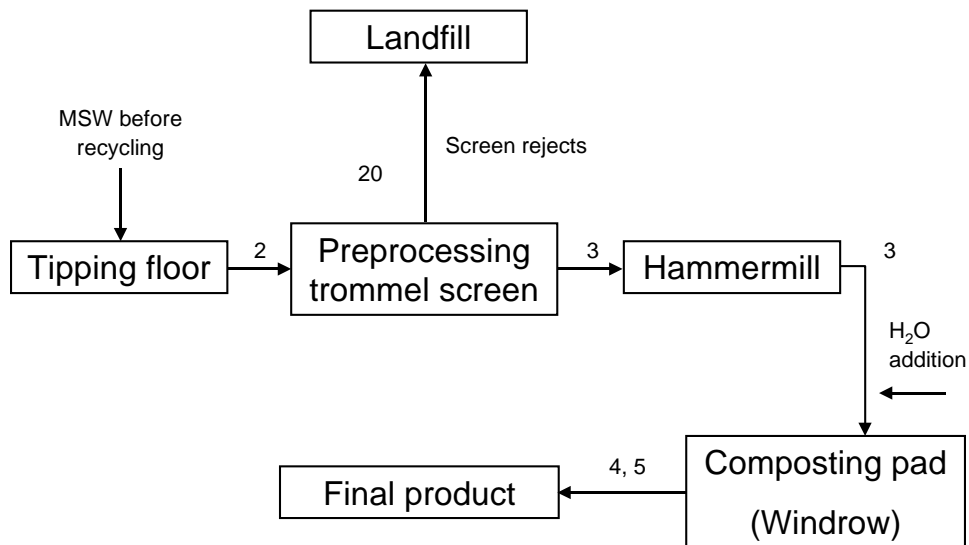 Landfill
MSW before
recycling
Screen rejects
20
Tipping floor
2
Preprocessing
trommel screen
3
Hammermill
3
H₂O
addition
Composting pad
(Windrow)
4, 5
Final product